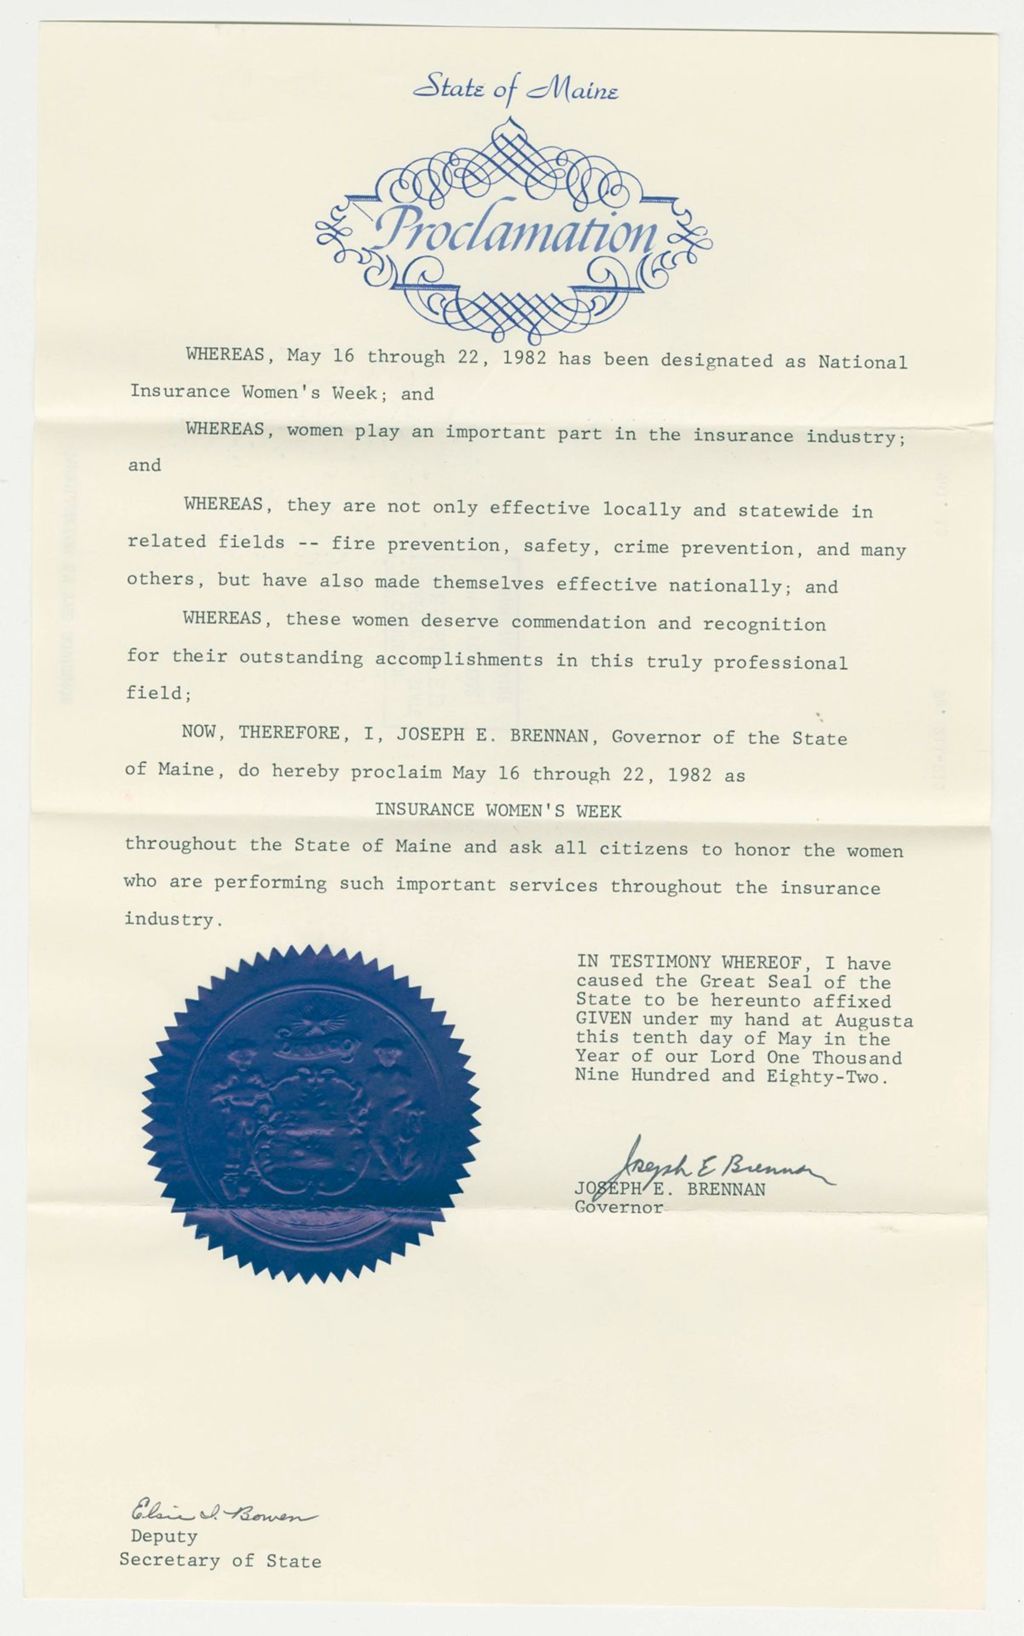 State of Maine
Proclamation
WHEREAS, May 16 through 22, 1982 has been designated as National
Insurance Women's Week; and
WHEREAS, women play an important part in the insurance industry;
and
WHEREAS, they are not only effective locally and statewide in
related fields -- fire prevention, safety, crime prevention, and many
others, but have also made themselves effective nationally; and
WHEREAS, these women deserve commendation and recognition
for their outstanding accomplishments in this truly professional
field;
NOW, THEREFORE, I, JOSEPH E. BRENNAN, Governor of the State
of Maine, do hereby proclaim May 16 through 22, 1982 as
INSURANCE WOMEN'S WEEK
throughout the State of Maine and ask all citizens to honor the women
who are performing such important services throughout the insurance
industry.
IN TESTIMONY WHEREOF, I have
caused the Great Seal of the
State to be hereunto affixed
GIVEN under my hand at Augusta
this tenth day of May in the
Year of our Lord One Thousand
Nine Hundred and Eighty-Two.
Joseph E Brennan
JOSEPH E. BRENNAN
Governor
Elsie I. Bowen
Deputy
Secretary of State